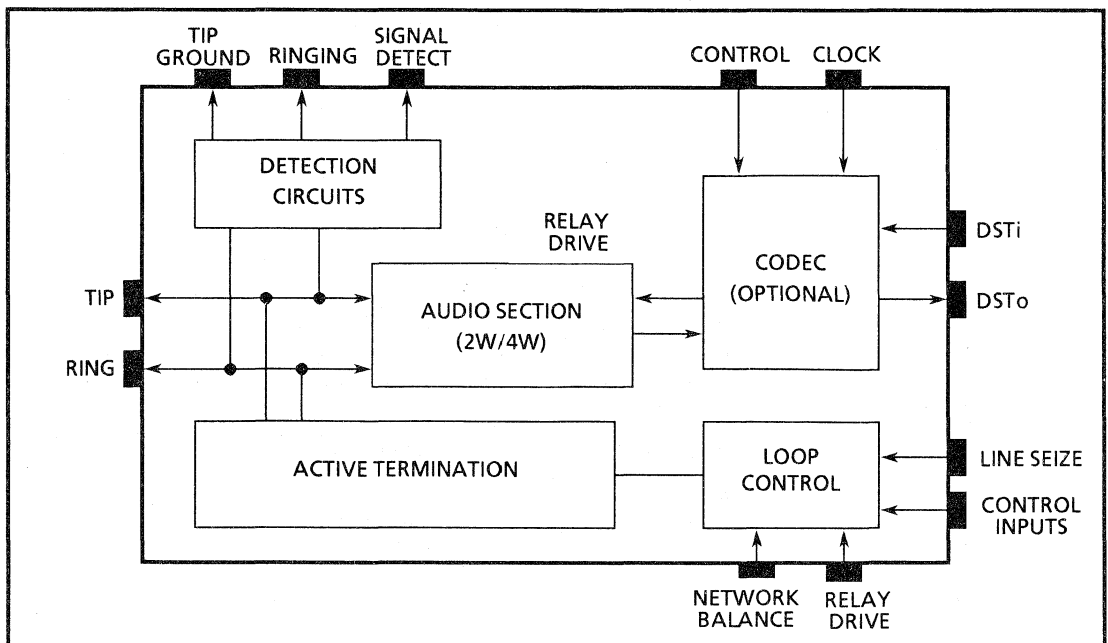 TIP
GROUND
RINGING
SIGNAL
DETECT
CONTROL
CLOCK
DETECTION
CIRCUITS
RELAY
DRIVE
CODEC
(OPTIONAL)
DSTi
DSTo
TIP
AUDIO SECTION
(2W/4W)
RING
ACTIVE TERMINATION
LOOP
CONTROL
LINE SEIZE
CONTROL
INPUTS
NETWORK
BALANCE
RELAY
DRIVE